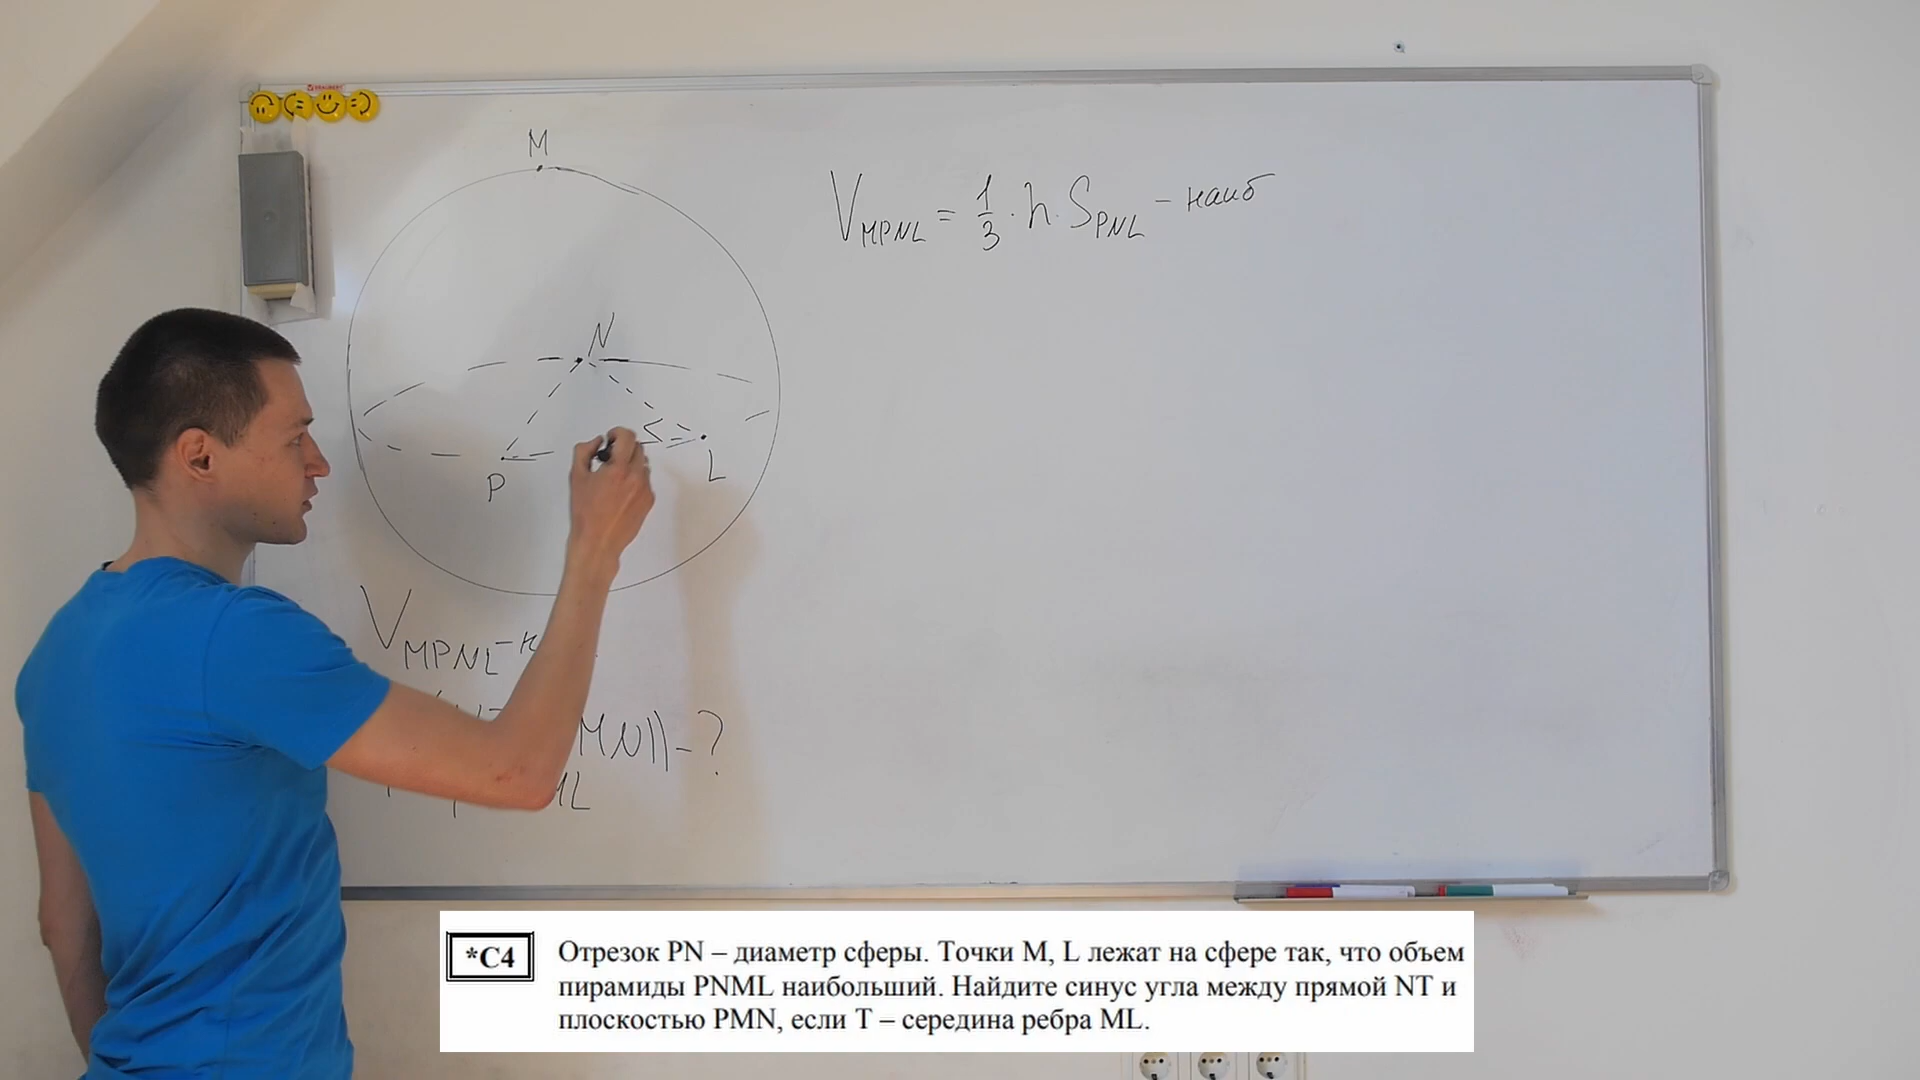 M
V_MPNL = 1/3 · h · S_PNL - наиб
N
S
L
P
V_MPNL - н
MN)) - ?
ML
*С4
Отрезок PN – диаметр сферы. Точки M, L лежат на сфере так, что объем
пирамиды PNML наибольший. Найдите синус угла между прямой NT и
плоскостью PMN, если T – середина ребра ML.